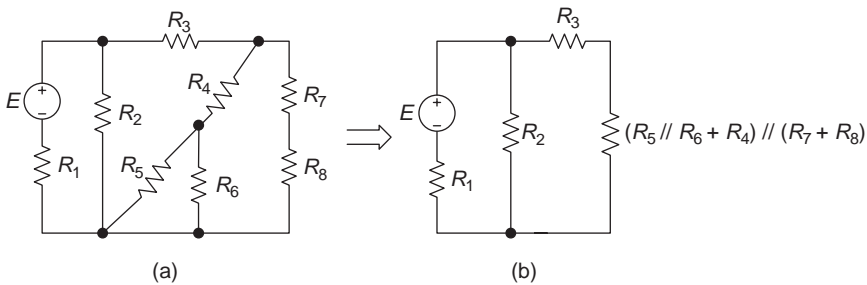 R3
R3
E
+
−
R2
R4
R7
R1
R5
R6
R8
E
+
−
R2
R1
(R5 // R6 + R4) // (R7 + R8)
(a)
(b)